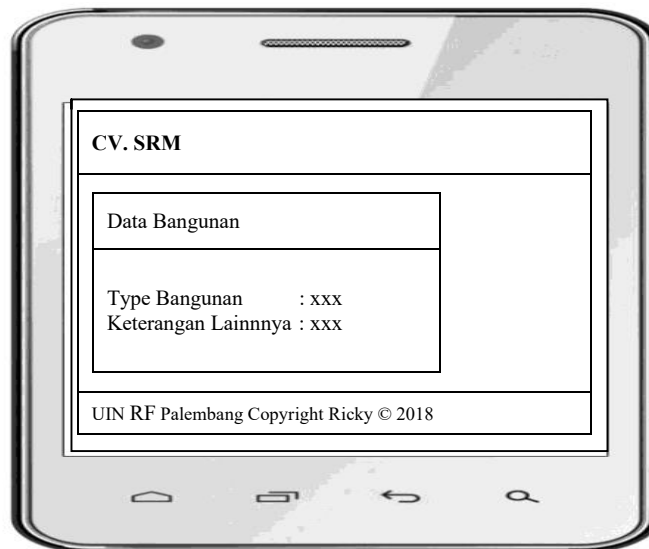 CV. SRM
Data Bangunan
Type Bangunan : xxx
Keterangan Lainnnya : xxx
UIN RF Palembang Copyright Ricky © 2018